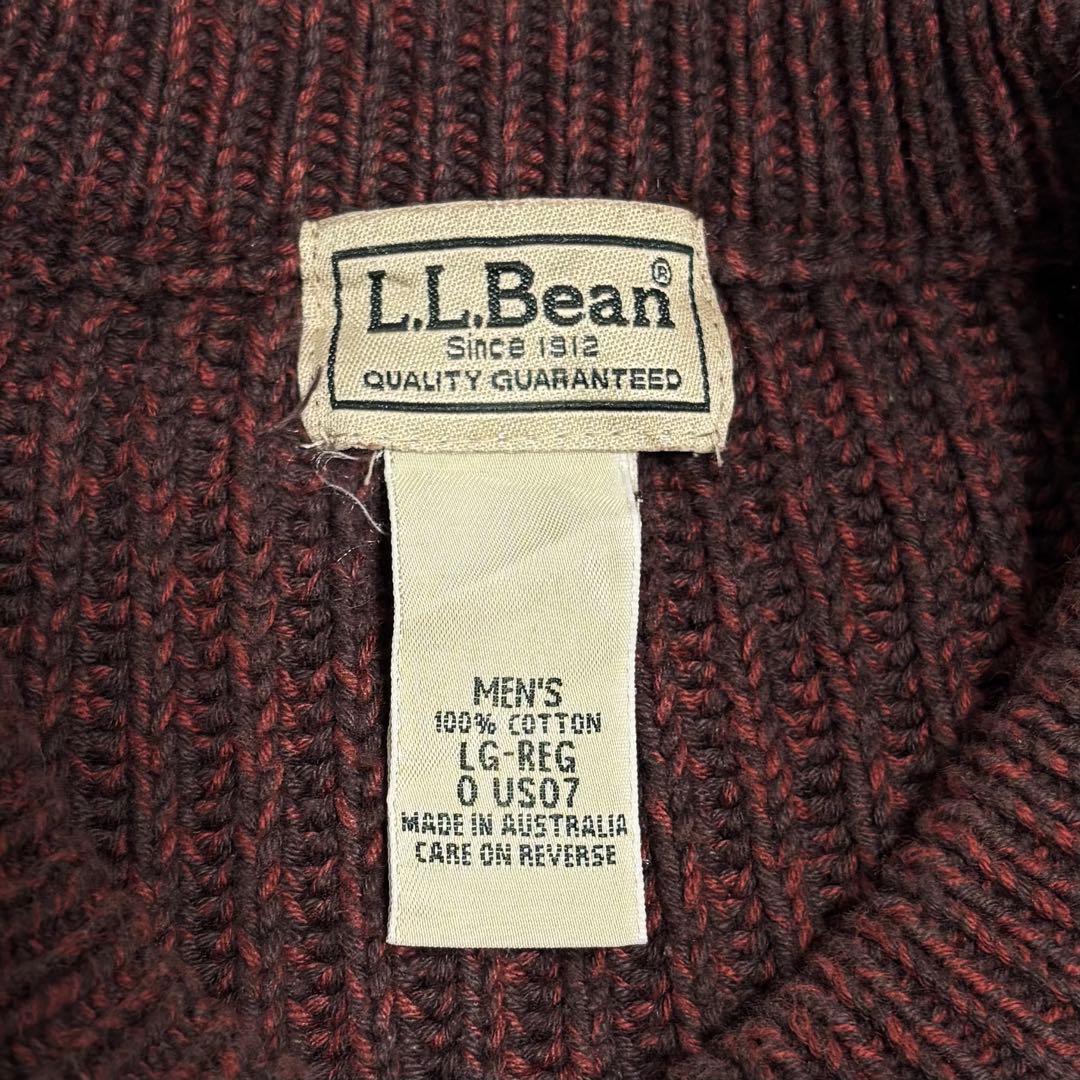 L.L.Bean®
Since 1912
QUALITY GUARANTEED
MEN'S
100% COTTON
LG-REG
0 US07
MADE IN AUSTRALIA
CARE ON REVERSE